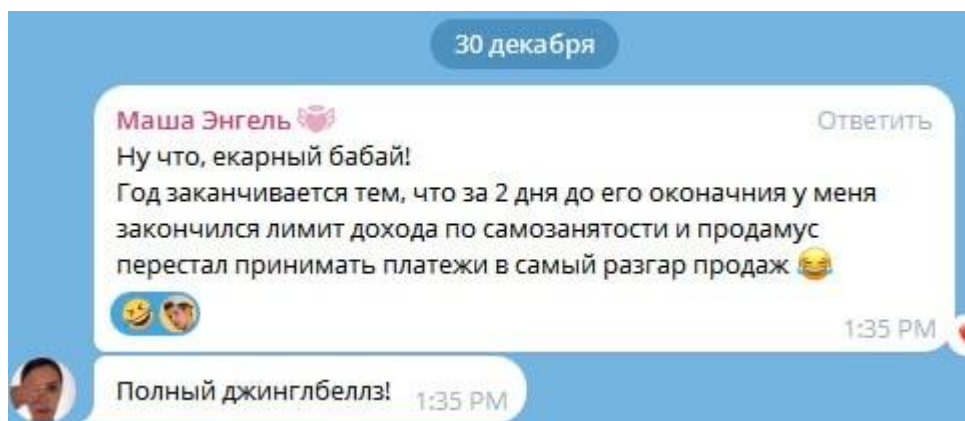 30 декабря
Маша Энгель
Ответить
Ну что, екарный бабай!
Год заканчивается тем, что за 2 дня до его оконачния у меня
закончился лимит дохода по самозанятости и продамус
перестал принимать платежи в самый разгар продаж 😂
1:35 PM
Полный джинглбеллз!
1:35 PM